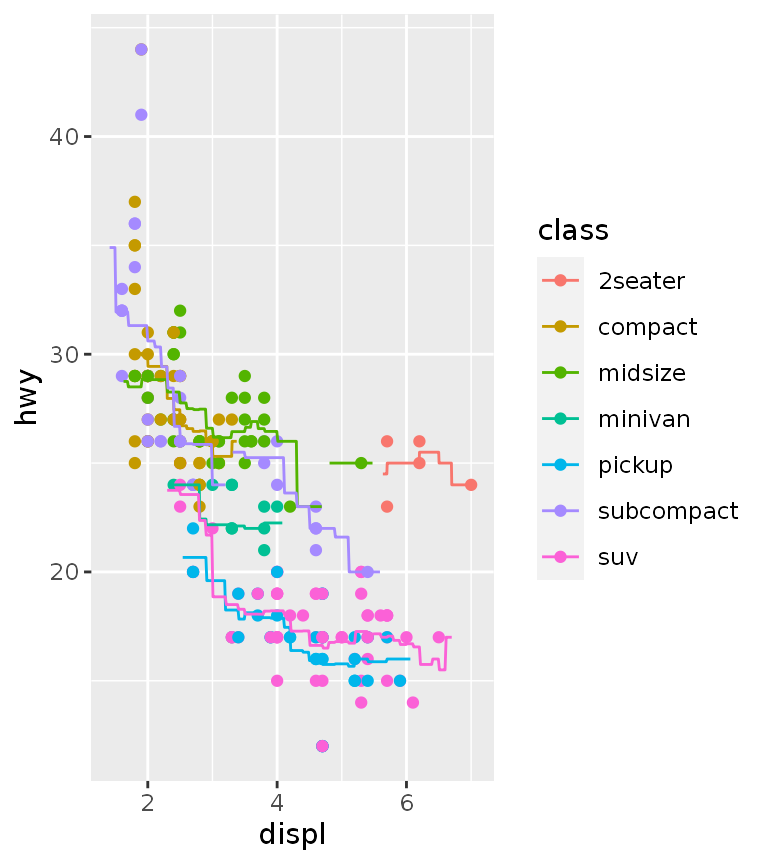 hwy
40
30
20
2
4
6
displ
class
2seater
compact
midsize
minivan
pickup
subcompact
suv